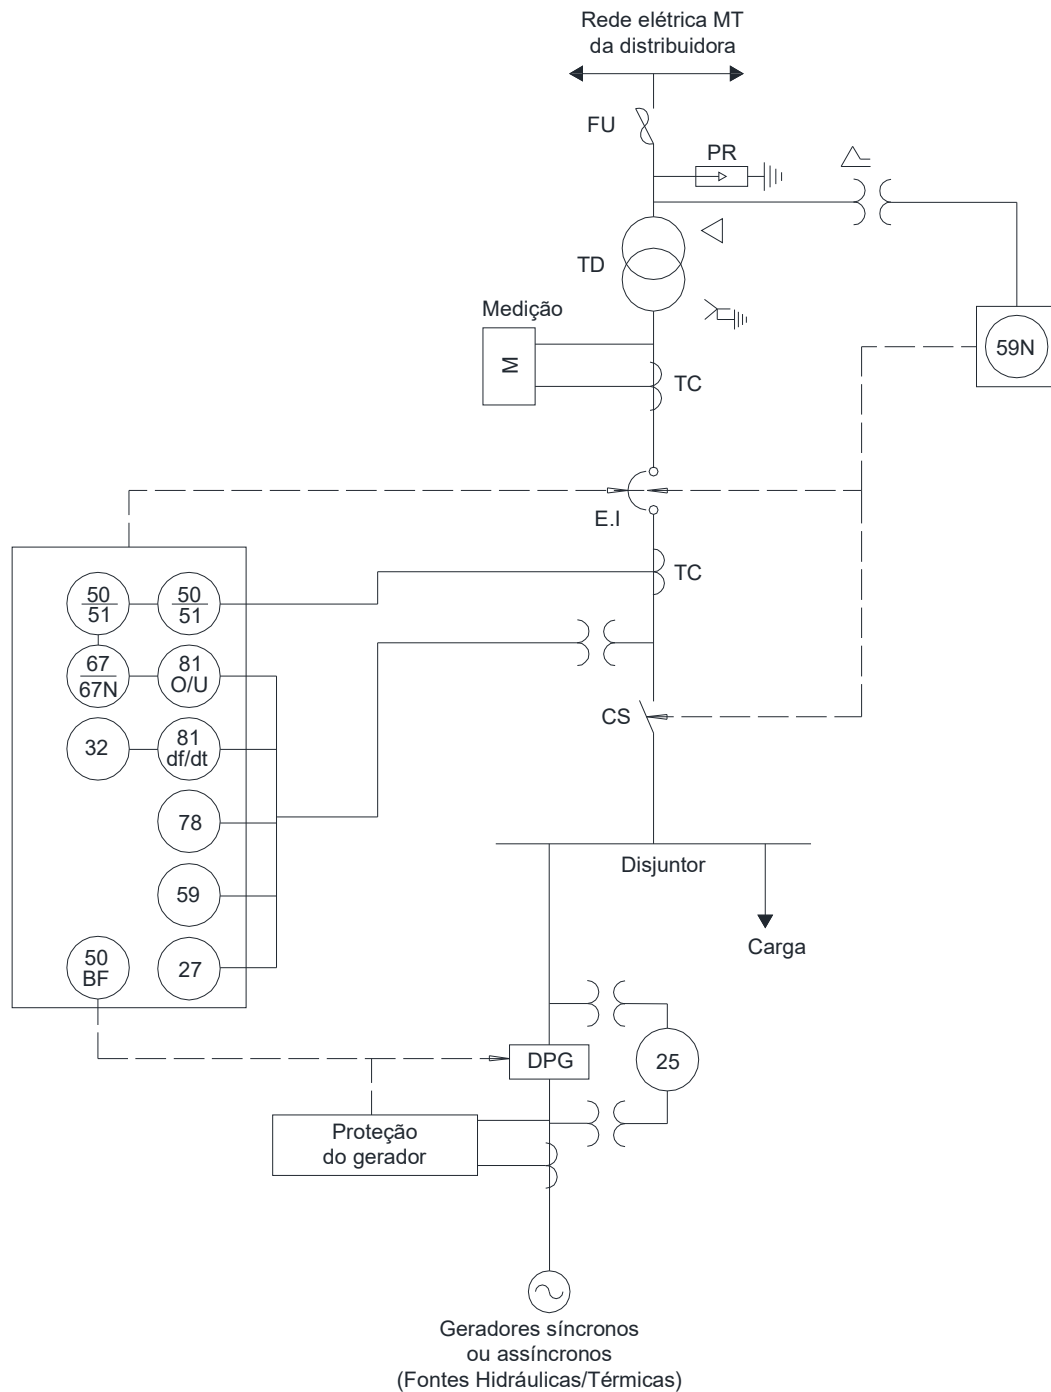 Rede elétrica MT
da distribuidora
FU
PR
TD
Medição
M
TC
59N
E.I
TC
50
51
50
51
67
67N
81
O/U
CS
32
81
df/dt
78
59
Disjuntor
Carga
50
BF
27
DPG
25
Proteção
do gerador
Geradores síncronos
ou assíncronos
(Fontes Hidráulicas/Térmicas)